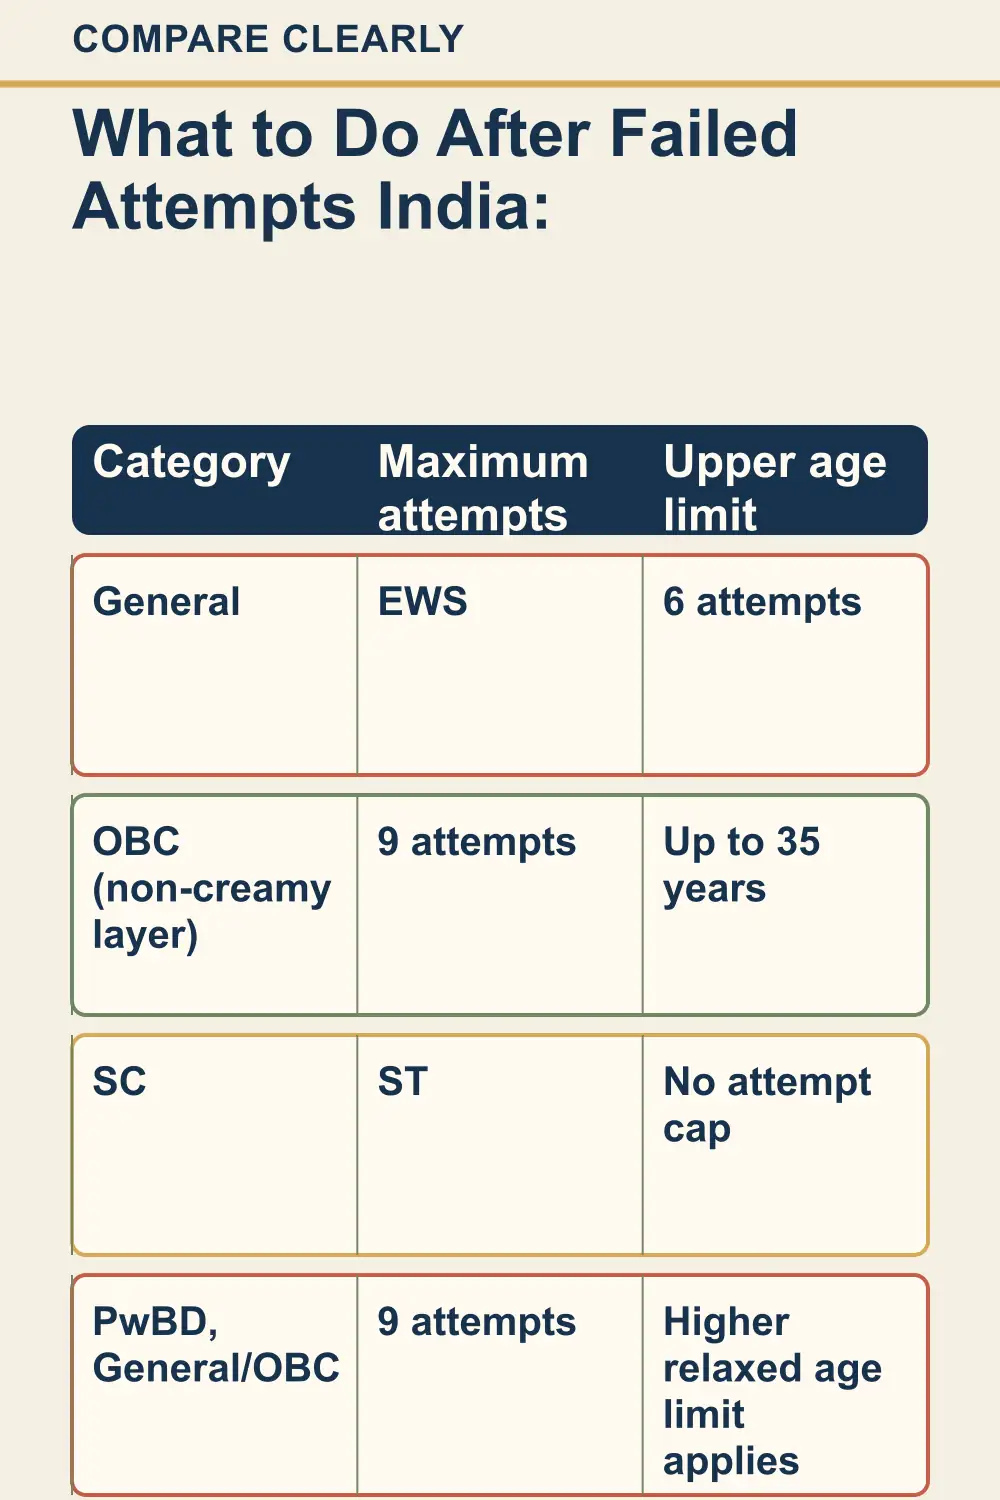 COMPARE CLEARLY
What to Do After Failed
Attempts India:
Category
Maximum
attempts
Upper age
limit
General
EWS
6 attempts
OBC
(non-creamy
layer)
9 attempts
Up to 35
years
SC
ST
No attempt
cap
PwBD,
General/OBC
9 attempts
Higher
relaxed age
limit
applies